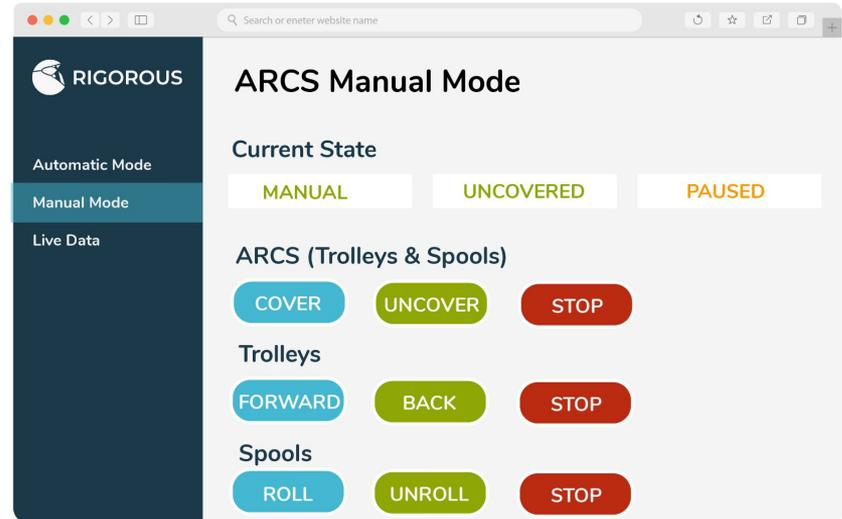 Search or eneter website name
RIGOROUS
ARCS Manual Mode
Automatic Mode
Manual Mode
Live Data
Current State
MANUAL UNCOVERED PAUSED
ARCS (Trolleys & Spools)
COVER UNCOVER STOP
Trolleys
FORWARD BACK STOP
Spools
ROLL UNROLL STOP